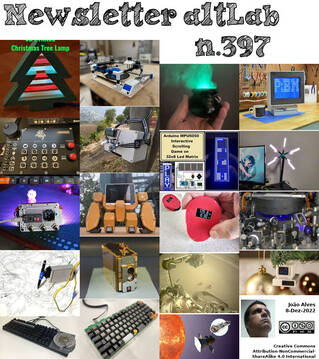 Newsletter altLab
n.397
Christmas Tree Lamp
Arduino MPU6050
Interactive
Scrolling
Game on
32x8 Led Matrix
João Alves
8-Dez-2022
Creative Commons
Attribution-NonCommercial
ShareAlike 4.0 International